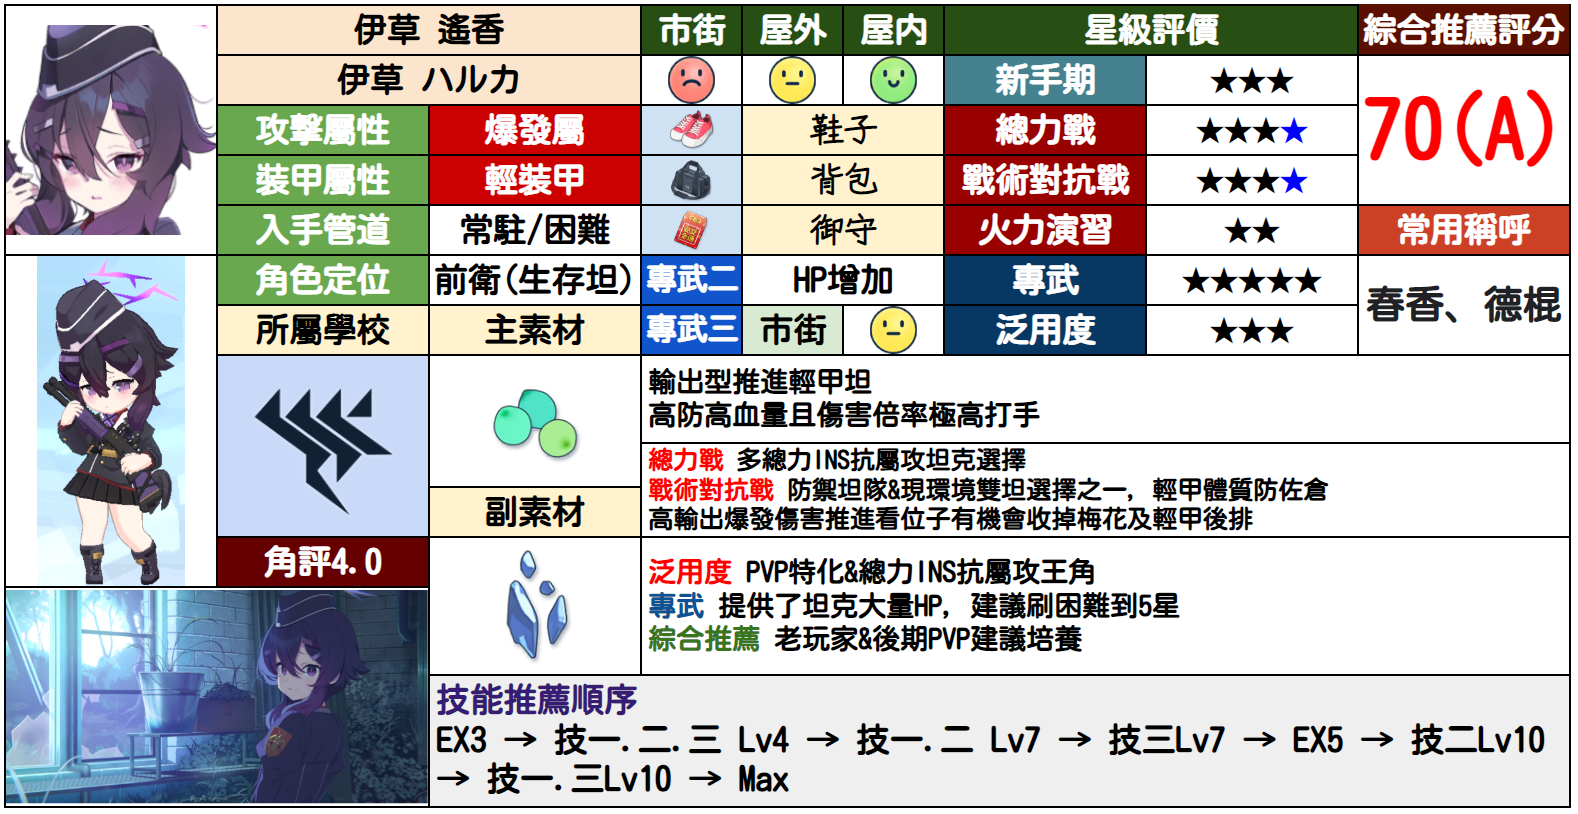 伊草 遙香
市街
屋外
屋内
星級評價
綜合推薦評分
伊草 ハルカ
新手期
★★★
70(A)
攻擊屬性
爆發屬
鞋子
總力戰
★★★★
裝甲屬性
輕裝甲
背包
戰術對抗戰
★★★★
入手管道
常駐/困難
御守
火力演習
★★
常用稱呼
角色定位
前衛(生存坦)
專武二
HP增加
專武
★★★★★
春香、德棍
所屬學校
主素材
專武三
市街
泛用度
★★★
輸出型推進輕甲坦
高防高血量且傷害倍率極高打手
總力戰 多總力INS抗屬攻坦克選擇
戰術對抗戰 防禦坦隊&現環境雙坦選擇之一, 輕甲體質防佐倉
高輸出爆發傷害推進看位子有機會收掉梅花及輕甲後排
副素材
角評4.0
泛用度 PVP特化&總力INS抗屬攻王角
專武 提供了坦克大量HP, 建議刷困難到5星
綜合推薦 老玩家&後期PVP建議培養
技能推薦順序
EX3 → 技一.二.三 Lv4 → 技一.二 Lv7 → 技三Lv7 → EX5 → 技二Lv10
→ 技一.三Lv10 → Max